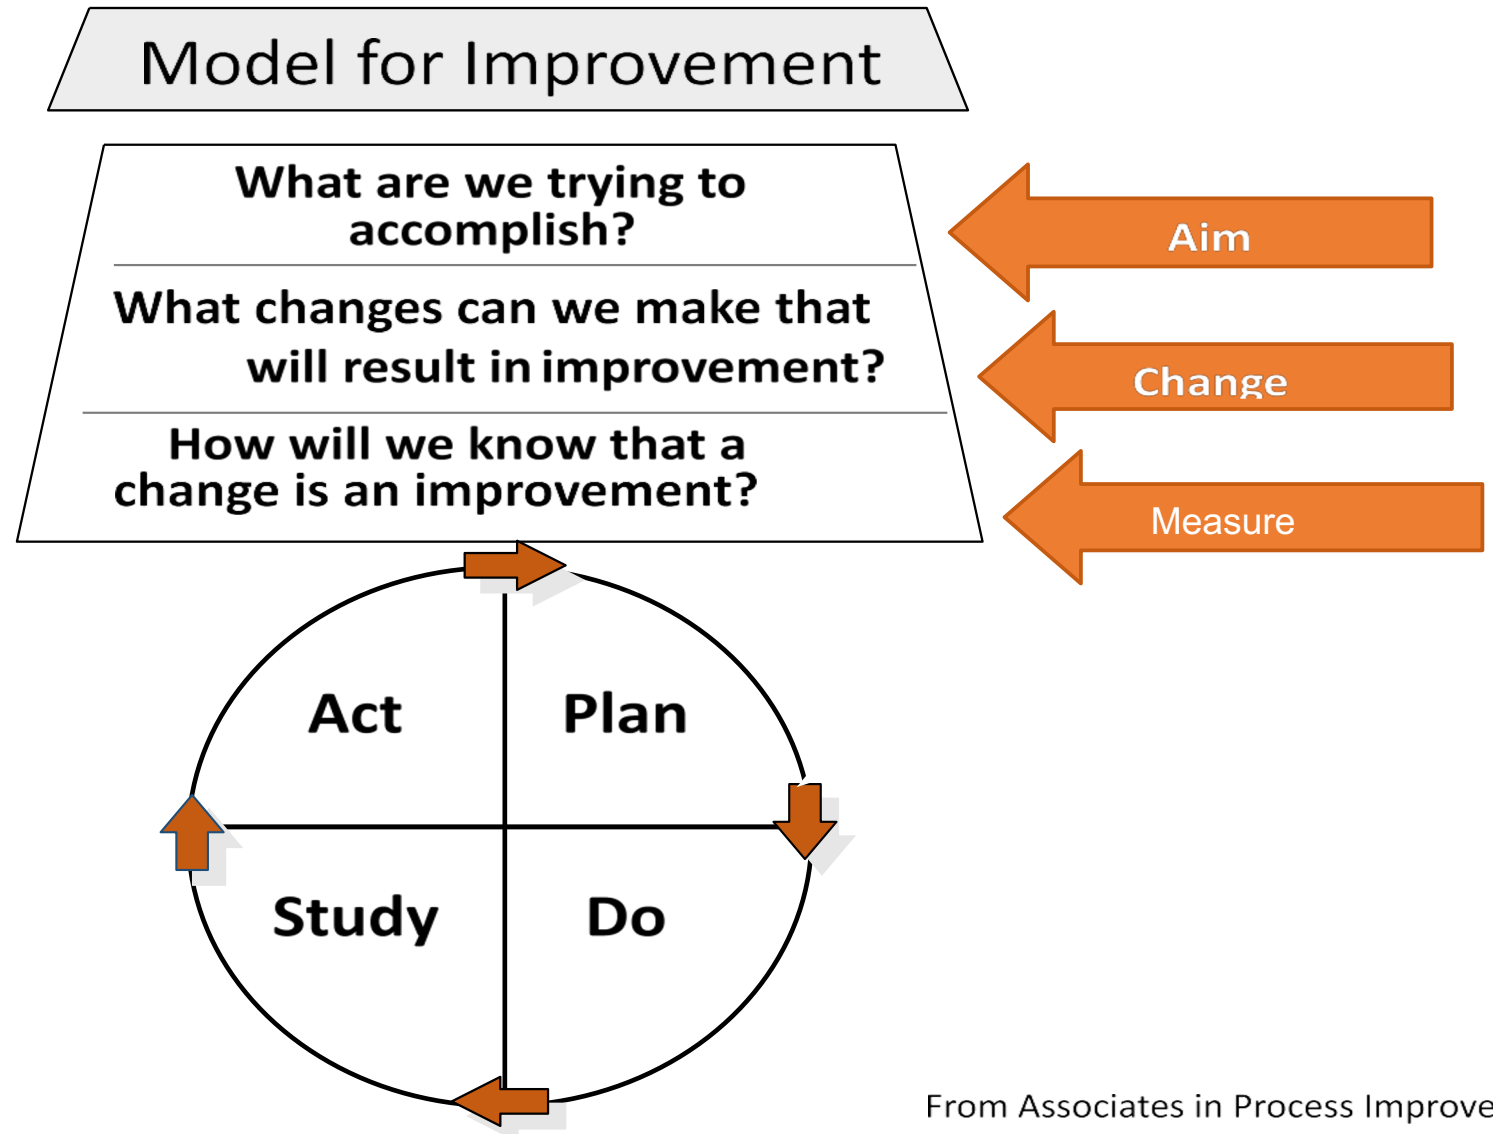 Model for Improvement
What are we trying to
accomplish?
Aim
What changes can we make that
will result in improvement?
Change
How will we know that a
change is an improvement?
Measure
Act
Plan
Study
Do
From Associates in Process Improve